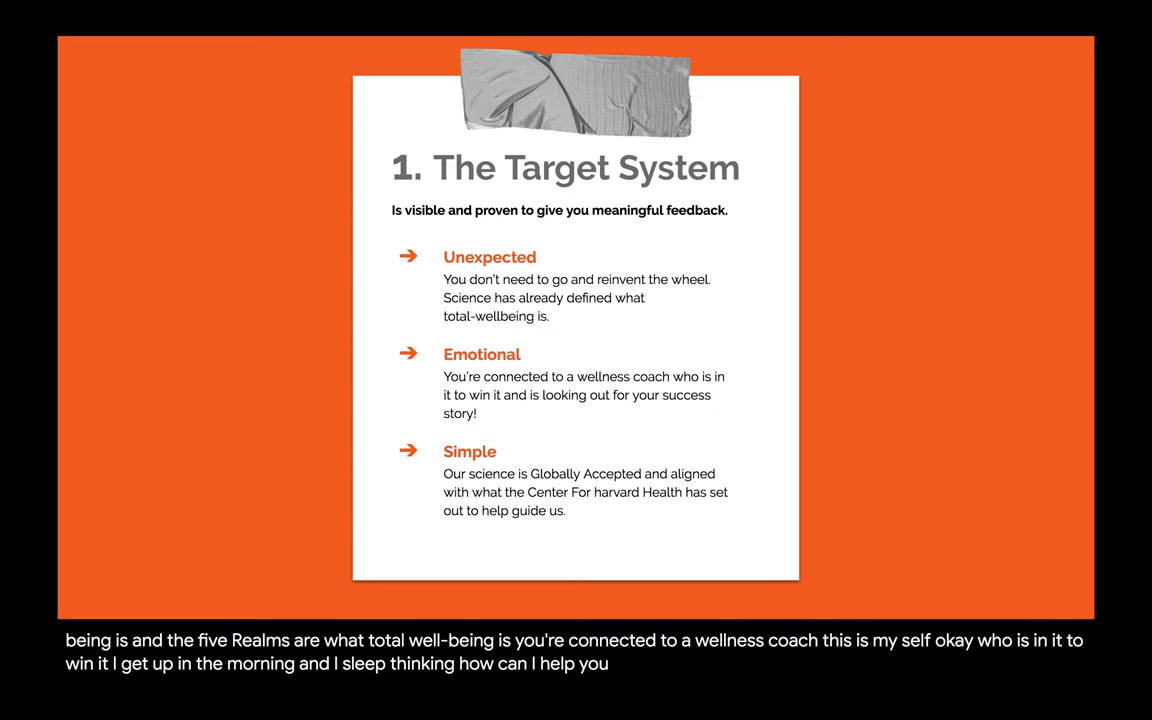 1. The Target System
Is visible and proven to give you meaningful feedback.
➔ Unexpected
You don't need to go and reinvent the wheel.
Science has already defined what
total-wellbeing is.
➔ Emotional
You're connected to a wellness coach who is in
it to win it and is looking out for your success
story!
➔ Simple
Our science is Globally Accepted and aligned
with what the Center For harvard Health has set
out to help guide us.
being is and the five Realms are what total well-being is you're connected to a wellness coach this is my self okay who is in it to
win it I get up in the morning and I sleep thinking how can I help you